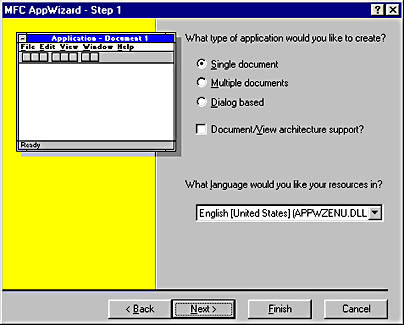 MFC AppWizard - Step 1
Application - Document 1
File Edit View Window Help
Ready
What type of application would you like to create?
Single document
Multiple documents
Dialog based
Document/View architecture support?
What language would you like your resources in?
English [United States] (APPWZENU.DLL
< Back
Next >
Finish
Cancel